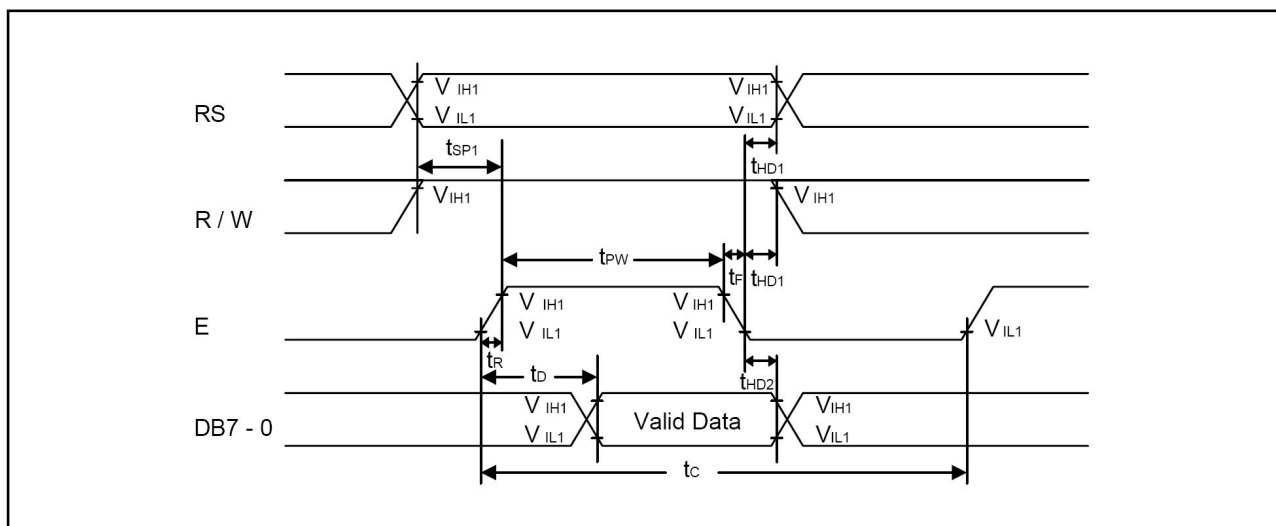 V IH1
V IH1
RS
V IL1
V IL1
tSP1
tHD1
VIH1
V IH1
R / W
tPW
tF
tHD1
V IH1
V IH1
E
V IL1
V IL1
V IL1
tR
tD
tHD2
V IH1
Valid Data
VIH1
DB7 - 0
V IL1
VIL1
tC